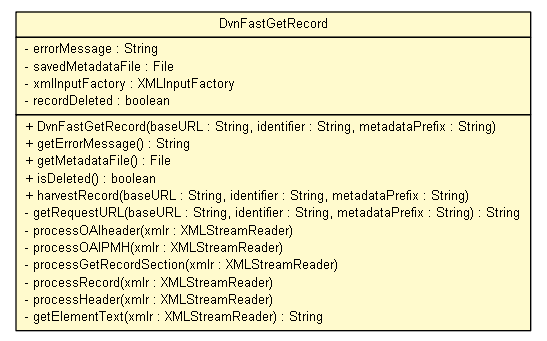 DvnFastGetRecord
- errorMessage : String
- savedMetadataFile : File
- xmlInputFactory : XMLInputFactory
- recordDeleted : boolean
+ DvnFastGetRecord(baseURL : String, identifier : String, metadataPrefix : String)
+ getErrorMessage() : String
+ getMetadataFile() : File
+ isDeleted() : boolean
+ harvestRecord(baseURL : String, identifier : String, metadataPrefix : String)
- getRequestURL(baseURL : String, identifier : String, metadataPrefix : String) : String
- processOAIheader(xmlr : XMLStreamReader)
- processOAIPMH(xmlr : XMLStreamReader)
- processGetRecordSection(xmlr : XMLStreamReader)
- processRecord(xmlr : XMLStreamReader)
- processHeader(xmlr : XMLStreamReader)
- getElementText(xmlr : XMLStreamReader) : String